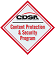 CDSA
Content Protection
& Security
Program